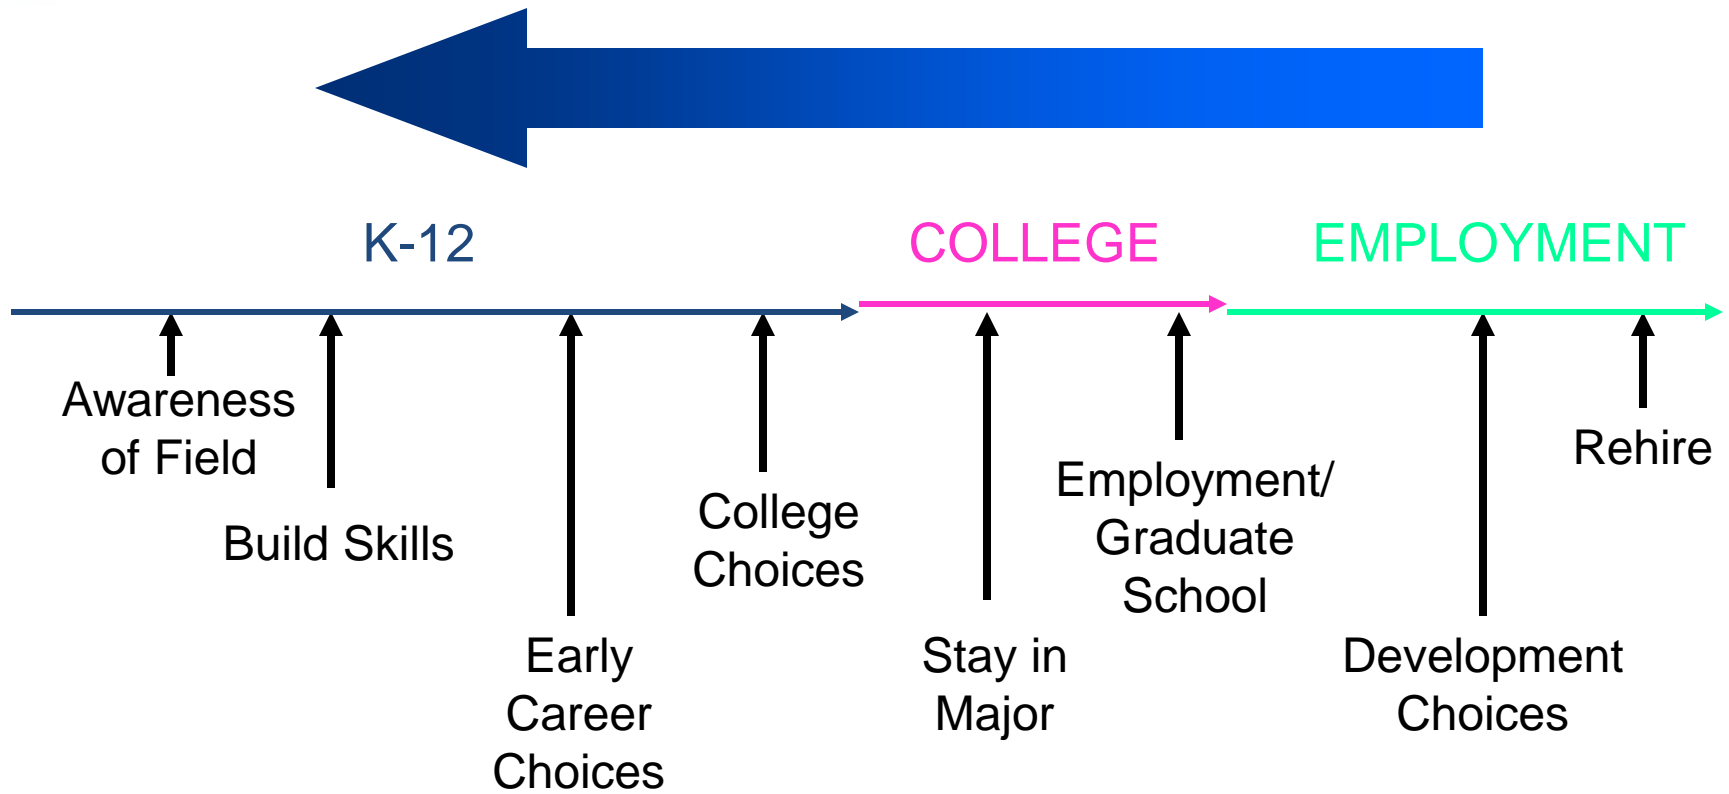 K-12
COLLEGE
EMPLOYMENT
Awareness
of Field
Build Skills
Early
Career
Choices
College
Choices
Stay in
Major
Employment/
Graduate
School
Development
Choices
Rehire